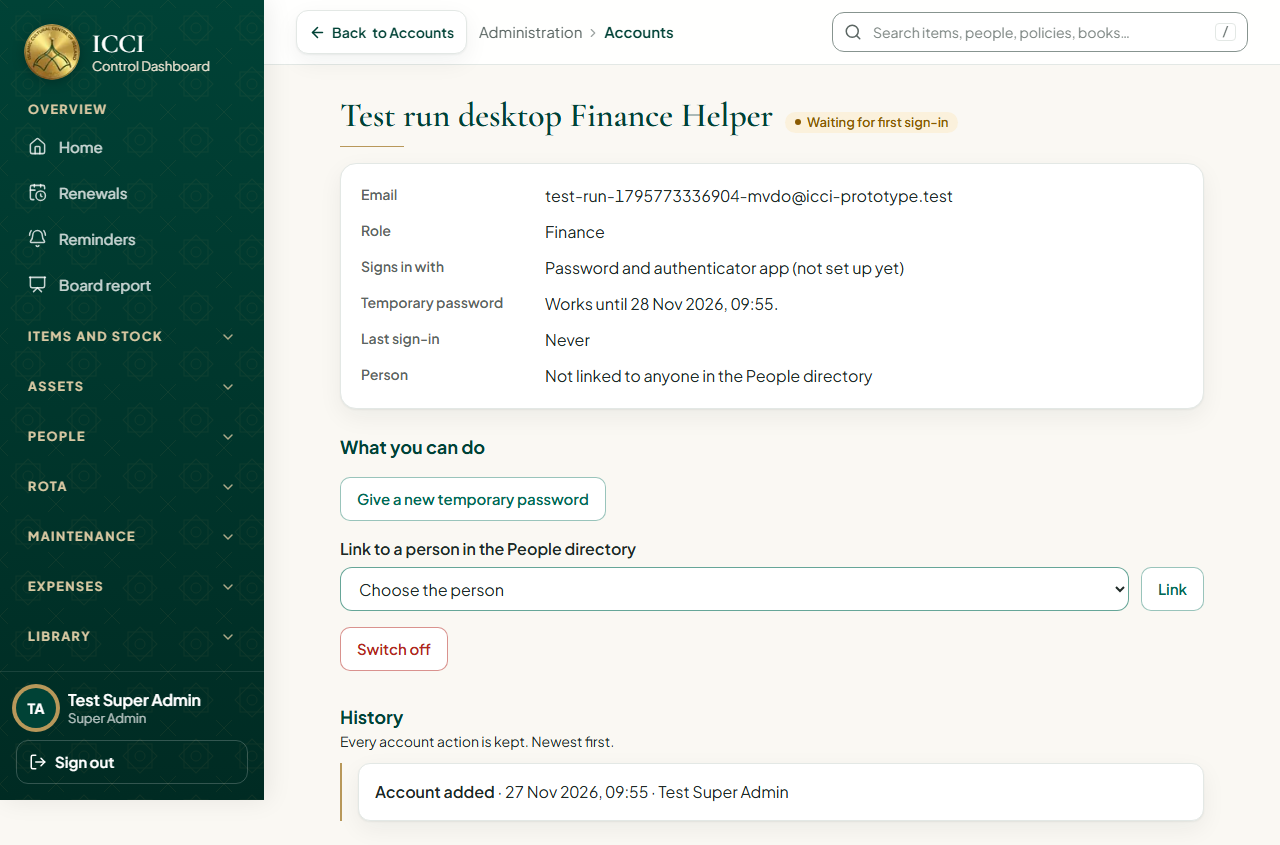 ICCI
Control Dashboard
OVERVIEW
Home
Renewals
Reminders
Board report
ITEMS AND STOCK
ASSETS
PEOPLE
ROTA
MAINTENANCE
EXPENSES
LIBRARY
TA
Test Super Admin
Super Admin
Sign out
Back to Accounts
Administration
Accounts
Search items, people, policies, books…
/
Test run desktop Finance Helper
Waiting for first sign-in
Email
test-run-1795773336904-mvdo@icci-prototype.test
Role
Finance
Signs in with
Password and authenticator app (not set up yet)
Temporary password
Works until 28 Nov 2026, 09:55.
Last sign-in
Never
Person
Not linked to anyone in the People directory
What you can do
Give a new temporary password
Link to a person in the People directory
Choose the person
Link
Switch off
History
Every account action is kept. Newest first.
Account added · 27 Nov 2026, 09:55 · Test Super Admin